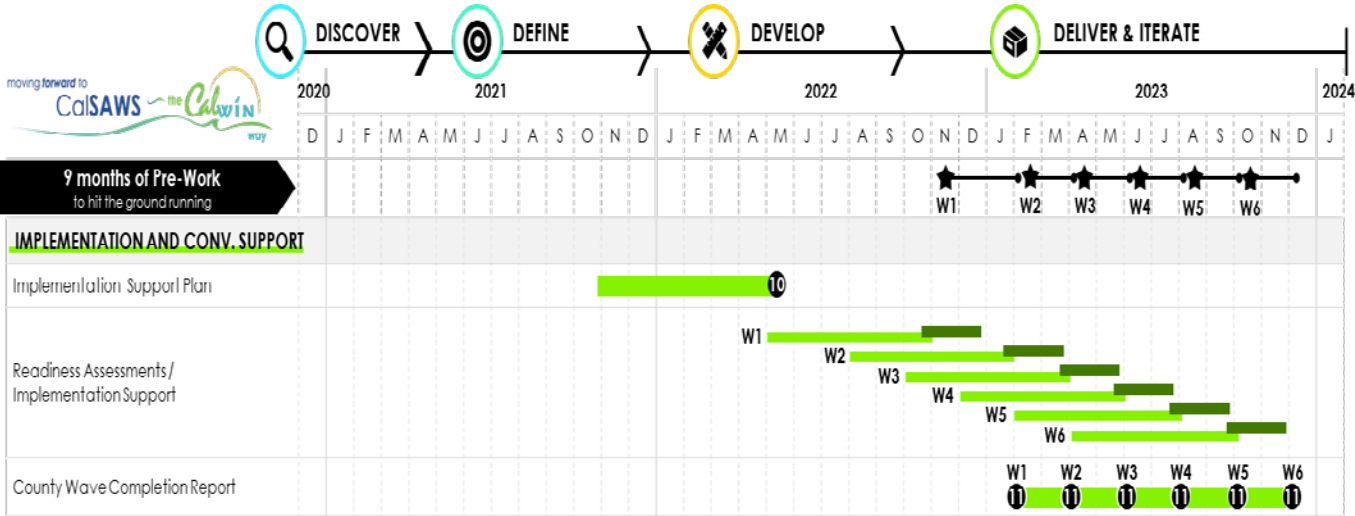 DISCOVER DEFINE DEVELOP DELIVER & ITERATE
moving forward to
CalSAWS the CalWIN
way
2020 2021 2022 2023 2024
D J F M A M J J A S O N D J F M A M J J A S O N D J F M A M J J A S O N D J
9 months of Pre-Work
to hit the ground running
W1 W2 W3 W4 W5 W6
IMPLEMENTATION AND CONV. SUPPORT
Implementation Support Plan
10
W1
W2
W3
Readiness Assessments/
Implementation Support
W4
W5
W6
W1 W2 W3 W4 W5 W6
County Wave Completion Report
11 11 11 11 11 11